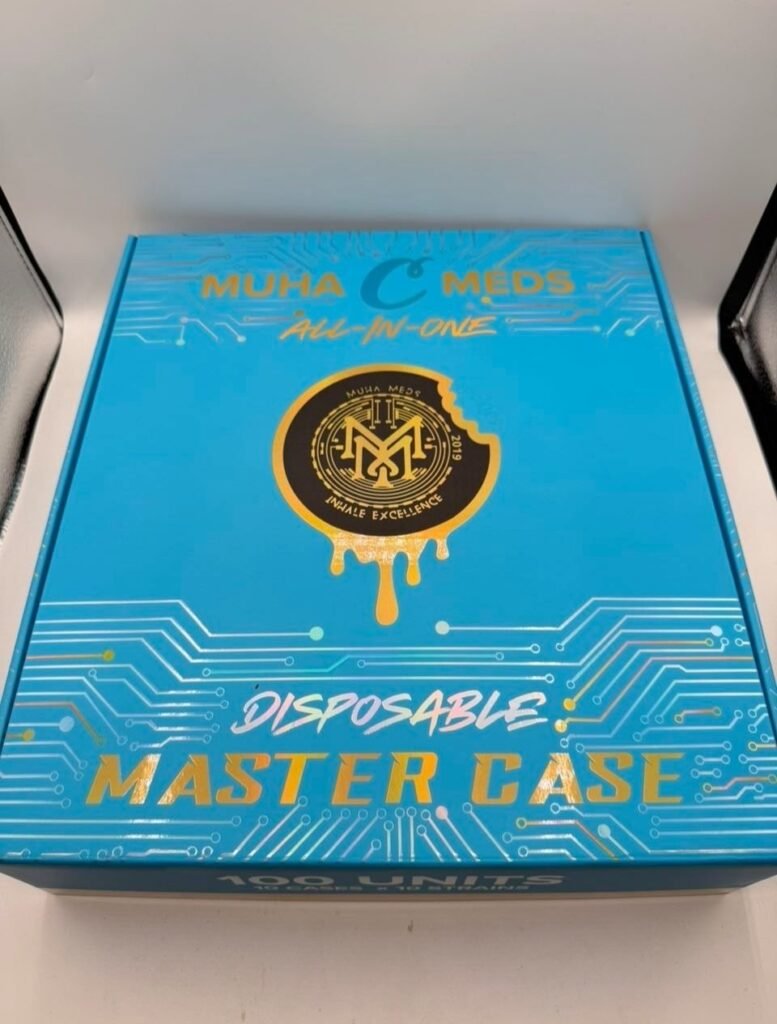 MUHA C MEDS
ALL-IN-ONE
MUHA MEDS
2019
INHALE EXCELLENCE
DISPOSABLE
MASTER CASE
100 UNITS
10 CASES x 10 STRAINS